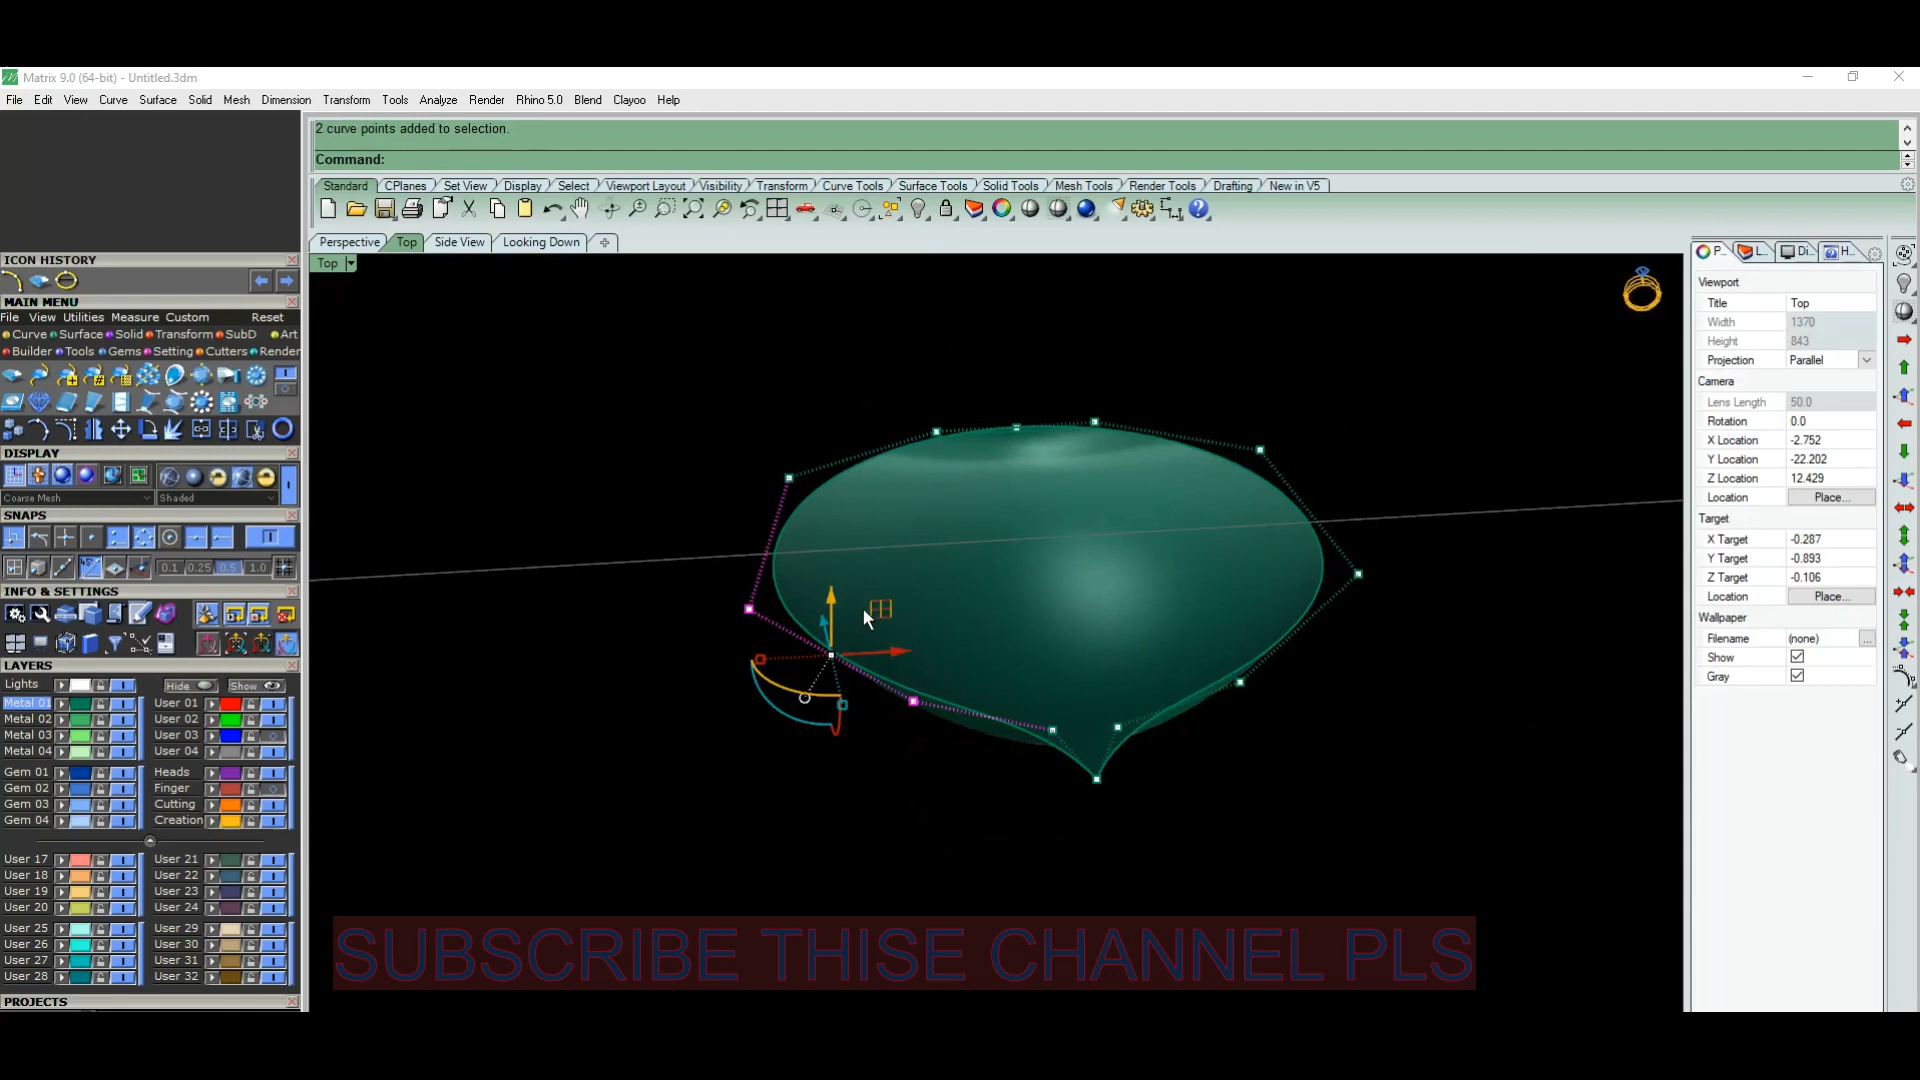 Matrix 9.0 (64-bit) - Untitled.3dm
File Edit View Curve Surface Solid Mesh Dimension Transform Tools Analyze Render Rhino 5.0 Blend Clayoo Help
2 curve points added to selection.
Command:
Standard CPlanes Set View Display Select Viewport Layout Visibility Transform Curve Tools Surface Tools Solid Tools Mesh Tools Render Tools Drafting New in V5
Perspective Top Side View Looking Down
Top
ICON HISTORY
MAIN MENU
File View Utilities Measure Custom Reset
Curve Surface Solid Transform SubD Art
Builder Tools Gems Setting Cutters Render
DISPLAY
Coarse Mesh Shaded
SNAPS
45°
0.1 0.25 0.5 1.0
INFO & SETTINGS
LAYERS
Lights Hide Show
Metal 01 User 01
Metal 02 User 02
Metal 03 User 03
Metal 04 User 04
Gem 01 Heads
Gem 02 Finger
Gem 03 Cutting
Gem 04 Creation
User 17 User 21
User 18 User 22
User 19 User 23
User 20 User 24
User 25 User 29
User 26 User 30
User 27 User 31
User 28 User 32
PROJECTS
P... L... Di... H...
Viewport
Title Top
Width 1370
Height 843
Projection Parallel
Camera
Lens Length 50.0
Rotation 0.0
X Location -2.752
Y Location -22.202
Z Location 12.429
Location Place...
Target
X Target -0.287
Y Target -0.893
Z Target -0.106
Location Place...
Wallpaper
Filename (none) ...
Show
Gray
SUBSCRIBE THISE CHANNEL PLS